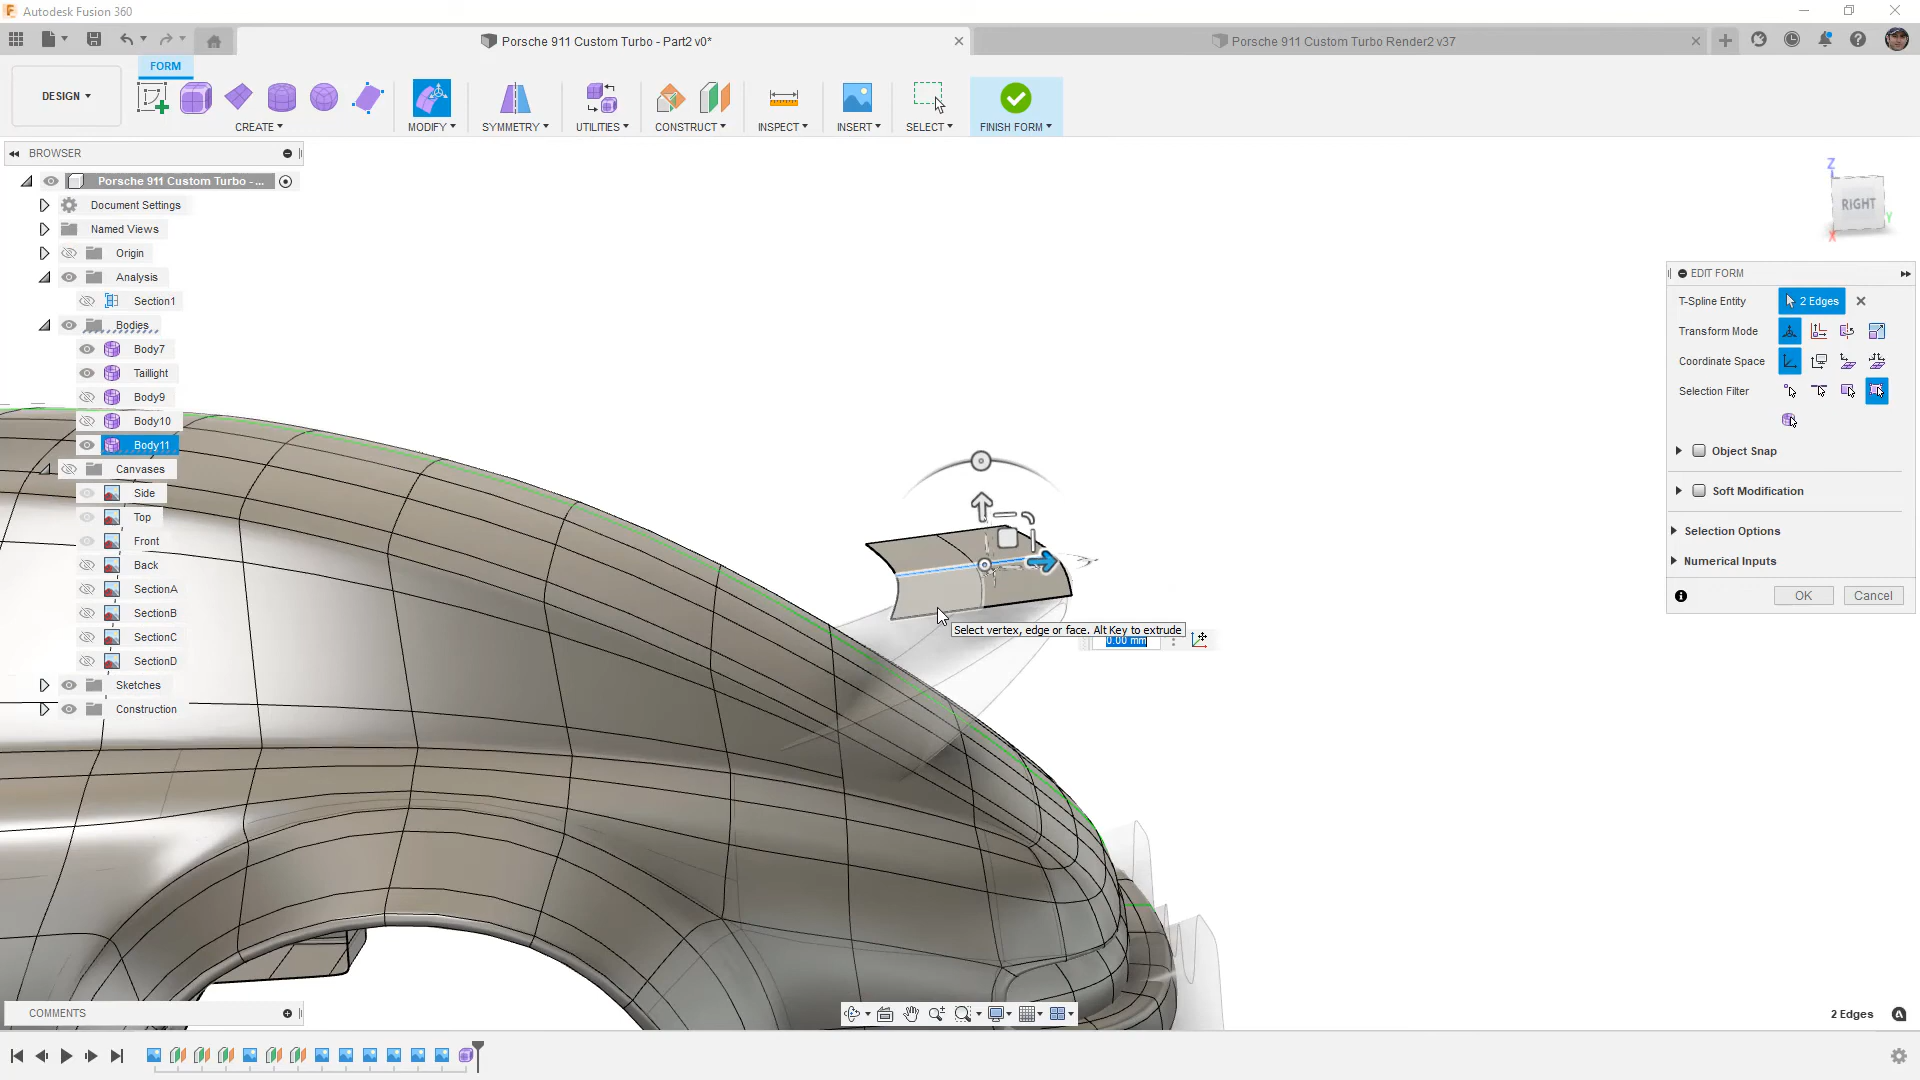 Autodesk Fusion 360
Porsche 911 Custom Turbo - Part2 v0*
Porsche 911 Custom Turbo Render2 v37
FORM
DESIGN
CREATE
MODIFY
SYMMETRY
UTILITIES
CONSTRUCT
INSPECT
INSERT
SELECT
FINISH FORM
BROWSER
Porsche 911 Custom Turbo - ...
Document Settings
Named Views
Origin
Analysis
Section1
Bodies
Body7
Taillight
Body9
Body10
Body11
Canvases
Side
Top
Front
Back
SectionA
SectionB
SectionC
SectionD
Sketches
Construction
Z
RIGHT
Y
X
EDIT FORM
T-Spline Entity
2 Edges
Transform Mode
Coordinate Space
Selection Filter
Object Snap
Soft Modification
Selection Options
Numerical Inputs
OK
Cancel
Select vertex, edge or face. Alt Key to extrude
0.00 mm
COMMENTS
2 Edges